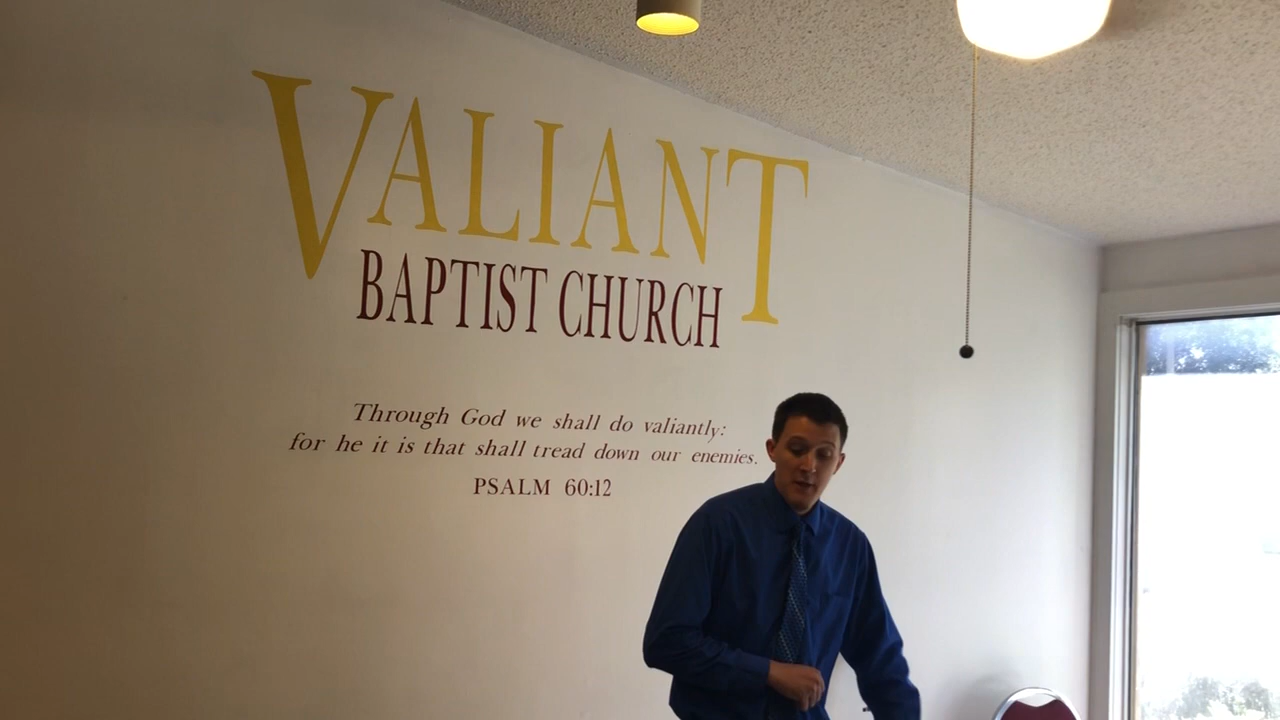 VALIANT
BAPTIST CHURCH
Through God we shall do valiantly:
for he it is that shall tread down our enemies.
PSALM 60:12